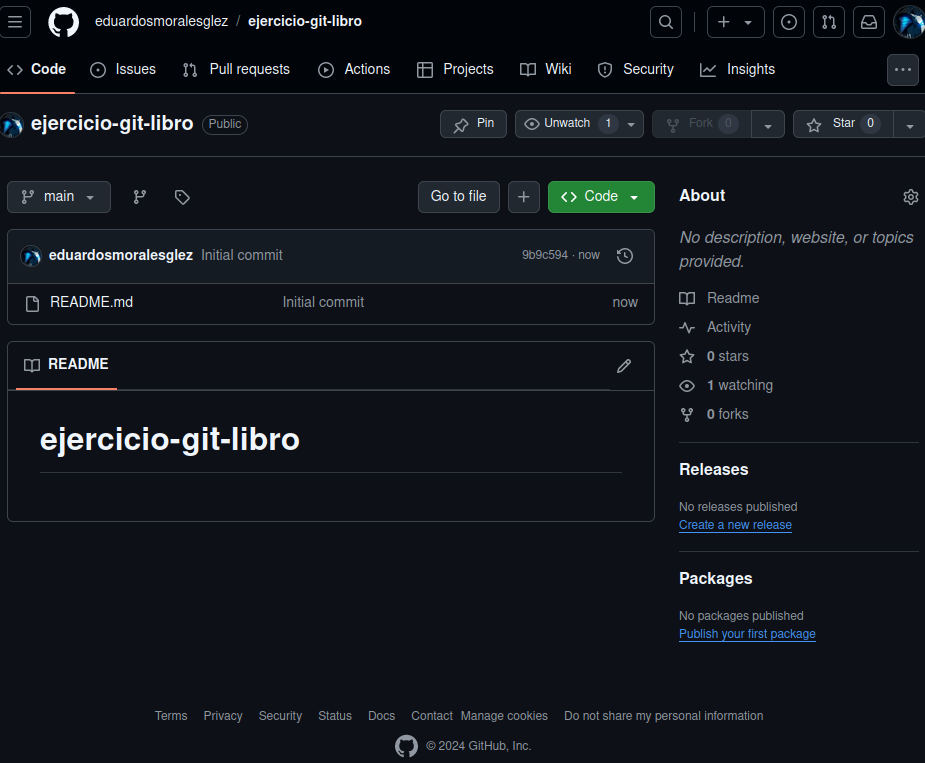 eduardosmoralesglez / ejercicio-git-libro
Code Issues Pull requests Actions Projects Wiki Security Insights
ejercicio-git-libro Public Pin Unwatch 1 Fork 0 Star 0
main Go to file Code
eduardosmoralesglez Initial commit 9b9c594 · now
README.md Initial commit now
README
ejercicio-git-libro
About
No description, website, or topics
provided.
Readme
Activity
0 stars
1 watching
0 forks
Releases
No releases published
Create a new release
Packages
No packages published
Publish your first package
Terms Privacy Security Status Docs Contact Manage cookies Do not share my personal information
© 2024 GitHub, Inc.